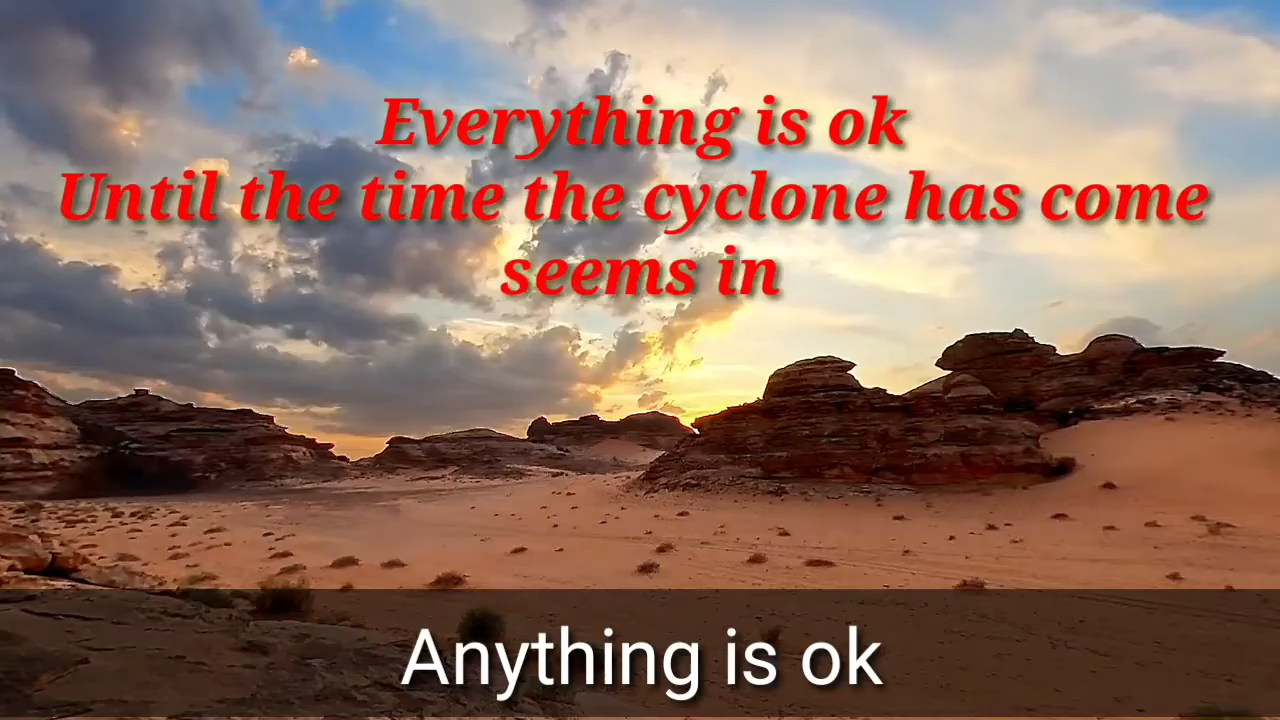 Everything is ok
Until the time the cyclone has come
seems in
Anything is ok